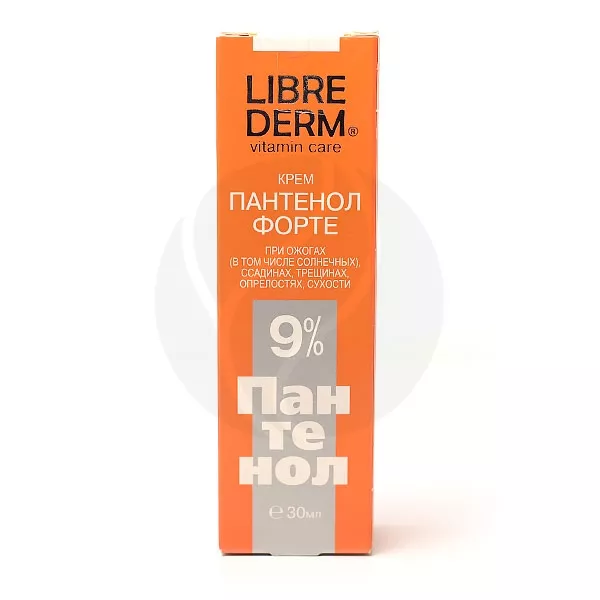 LIBRE
DERM®
vitamin care
КРЕМ
ПАНТЕНОЛ
ФОРТЕ
ПРИ ОЖОГАХ
(В ТОМ ЧИСЛЕ СОЛНЕЧНЫХ),
ССАДИНАХ, ТРЕЩИНАХ,
ОПРЕЛОСТЯХ, СУХОСТИ
9%
Пан
те
нол
℮ 30мл